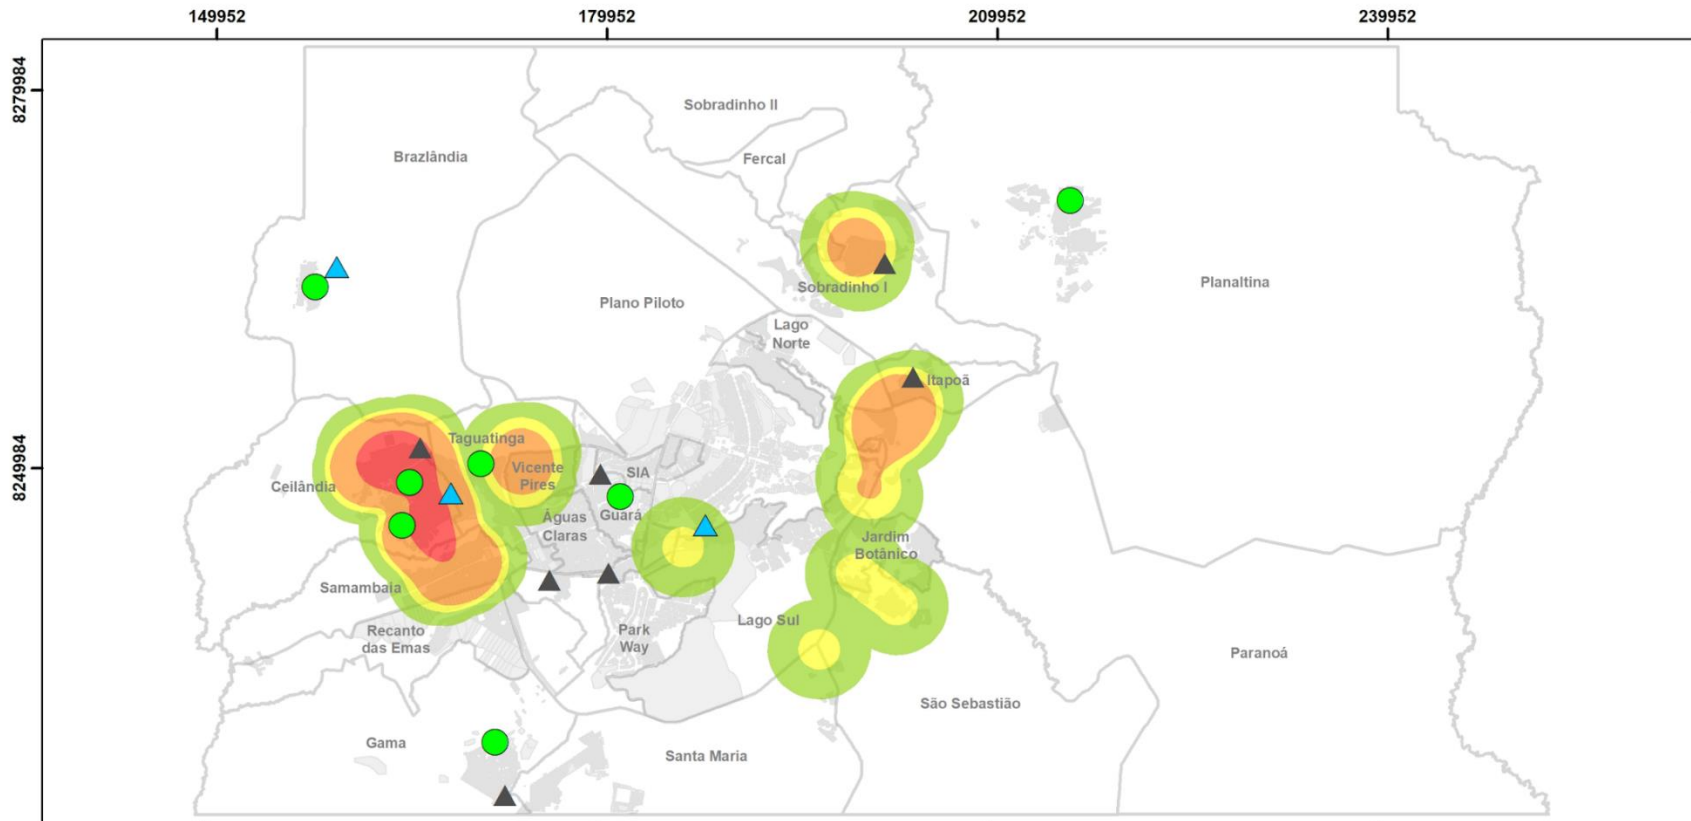 149952
179952
209952
239952
8279984
Sobradinho II
Brazlândia
Fercal
Planaltina
Sobradinho I
Plano Piloto
Lago
Norte
Itapoã
Taguatinga
Vicente
Pires
SIA
8249984
Ceilândia
Guará
Águas
Claras
Jardim
Botânico
Samambaia
Lago Sul
Recanto
das Emas
Park
Way
Paranoá
São Sebastião
Gama
Santa Maria